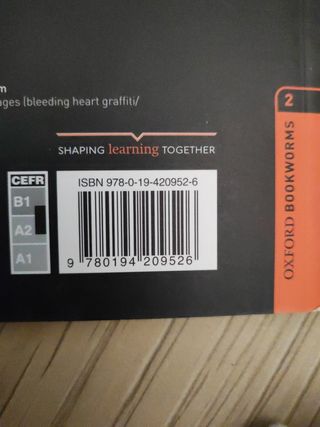 m
ages (bleeding heart graffiti/
SHAPING learning TOGETHER
CEFR
B1
A2
A1
ISBN 978-0-19-420952-6
9 780194 209526
2
OXFORD BOOKWORMS